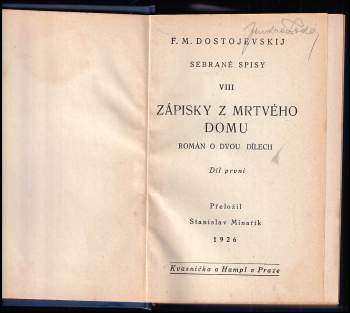 F. M. DOSTOJEVSKIJ
SEBRANÉ SPISY
VIII
ZÁPISKY Z MRTVÉHO
DOMU
ROMÁN O DVOU DÍLECH
Díl první
Přeložil
Stanislav Minařík
1926
Kvasnička a Hampl v Praze